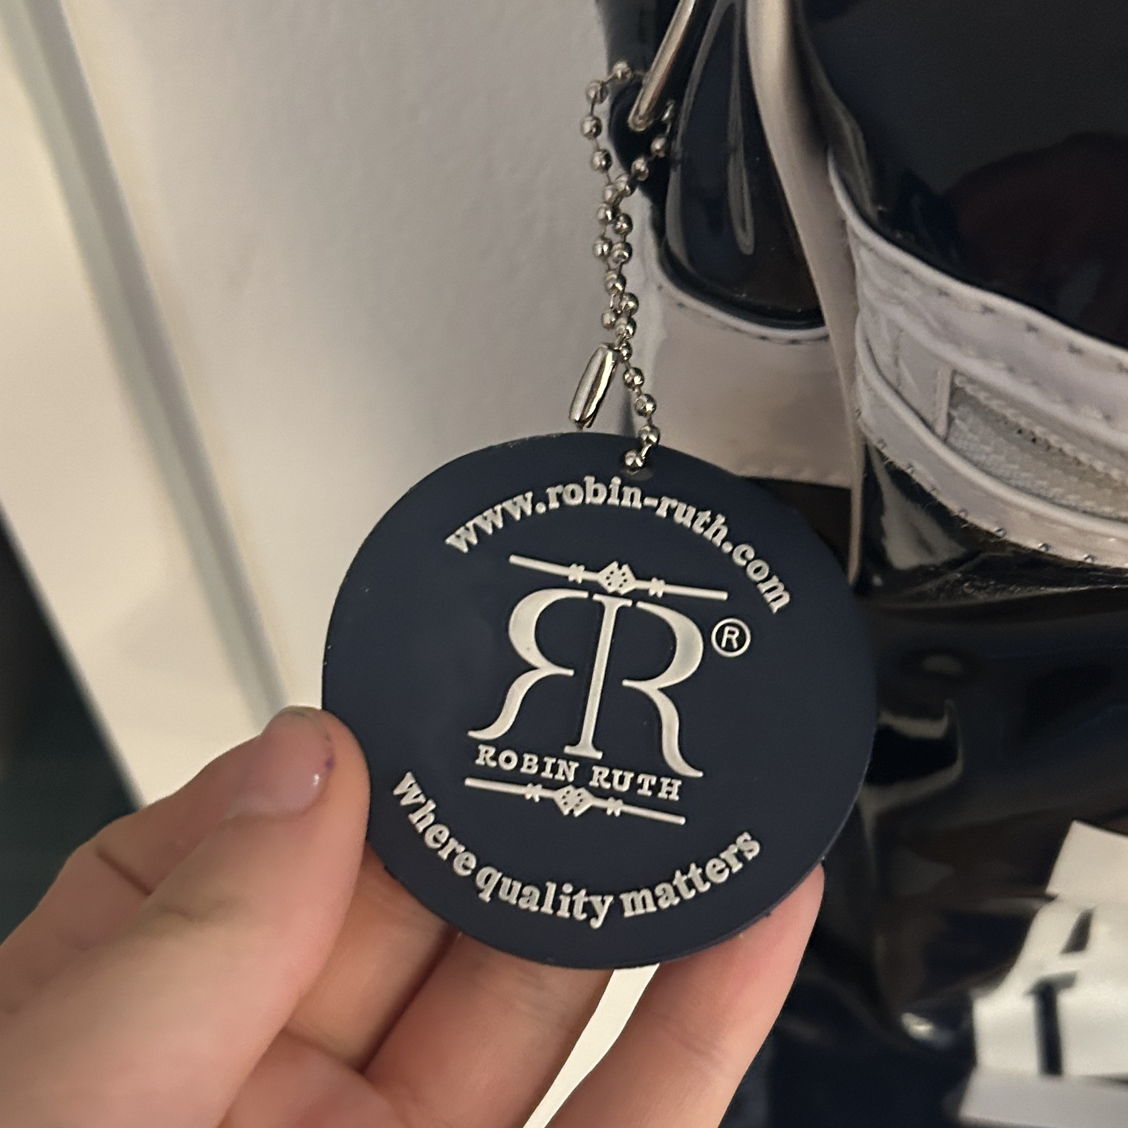 www.robin-ruth.com
RR®
ROBIN RUTH
where quality matters